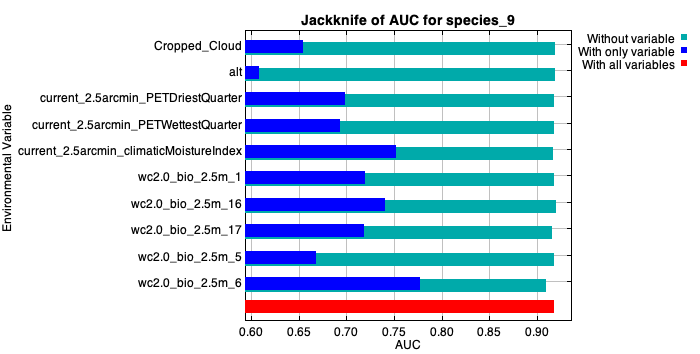 Jackknife of AUC for species_9
Without variable
With only variable
With all variables
Environmental Variable
Cropped_Cloud
alt
current_2.5arcmin_PETDriestQuarter
current_2.5arcmin_PETWettestQuarter
current_2.5arcmin_climaticMoistureIndex
wc2.0_bio_2.5m_1
wc2.0_bio_2.5m_16
wc2.0_bio_2.5m_17
wc2.0_bio_2.5m_5
wc2.0_bio_2.5m_6
0.60 0.65 0.70 0.75 0.80 0.85 0.90
AUC